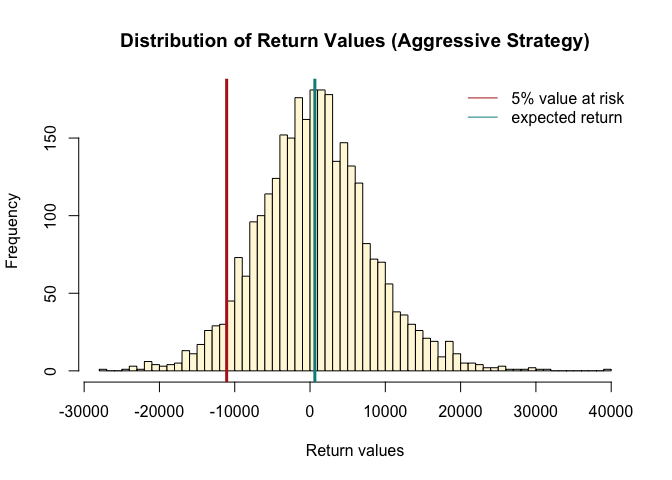 Distribution of Return Values (Aggressive Strategy)
5% value at risk
expected return
Frequency
150
100
50
0
-30000 -20000 -10000 0 10000 20000 30000 40000
Return values